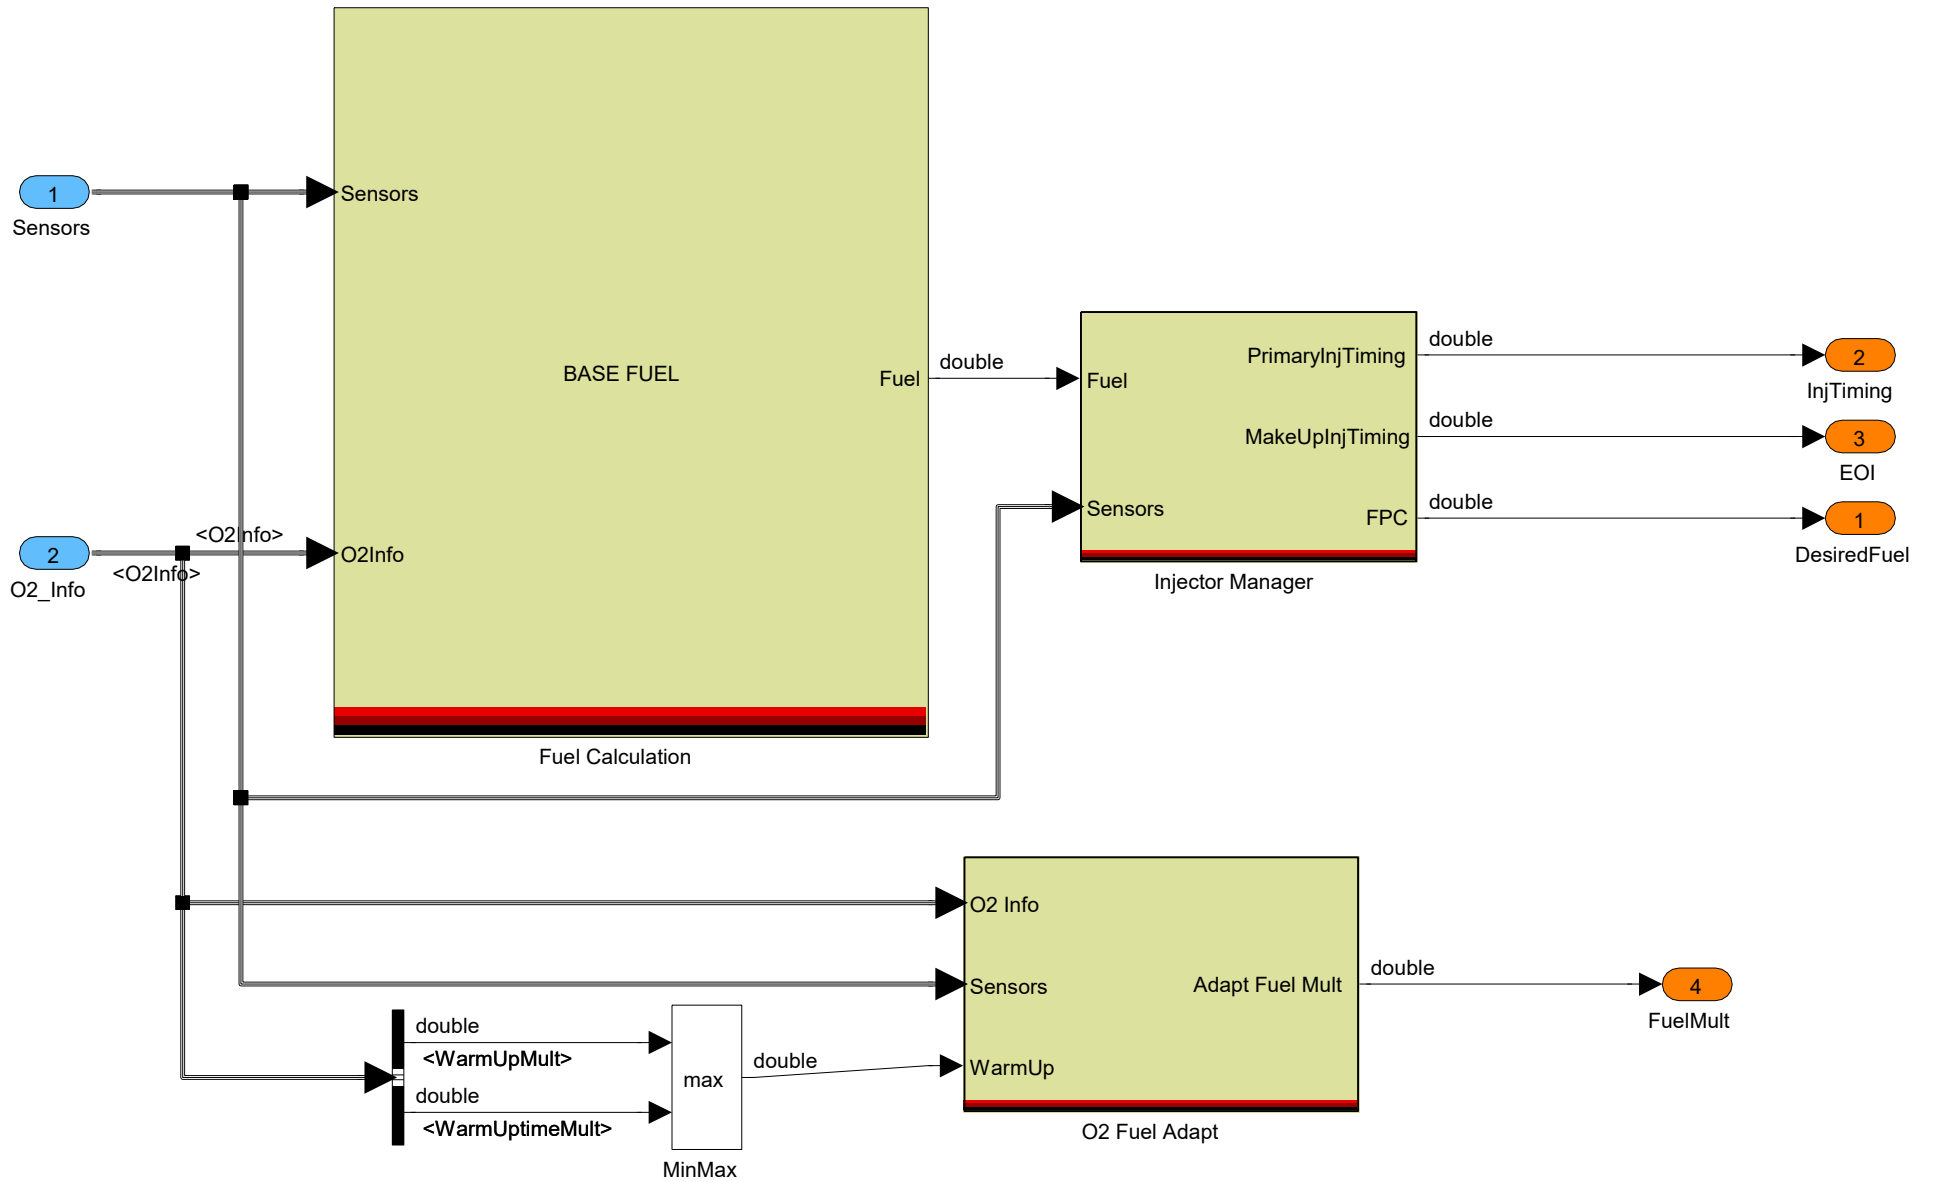 1
Sensors
Sensors
BASE FUEL
Fuel
double
<O2Info>
2
O2_Info
<O2Info>
O2Info
Fuel Calculation
Fuel
Sensors
PrimaryInjTiming
MakeUpInjTiming
FPC
Injector Manager
double
2
InjTiming
double
3
EOI
double
1
DesiredFuel
O2 Info
Sensors
WarmUp
Adapt Fuel Mult
O2 Fuel Adapt
double
4
FuelMult
double
<WarmUpMult>
double
<WarmUptimeMult>
max
MinMax
double